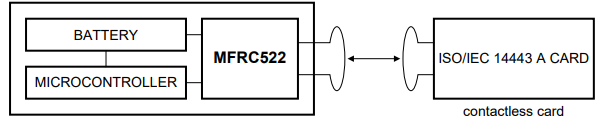 BATTERY
MICROCONTROLLER
MFRC522
ISO/IEC 14443 A CARD
contactless card